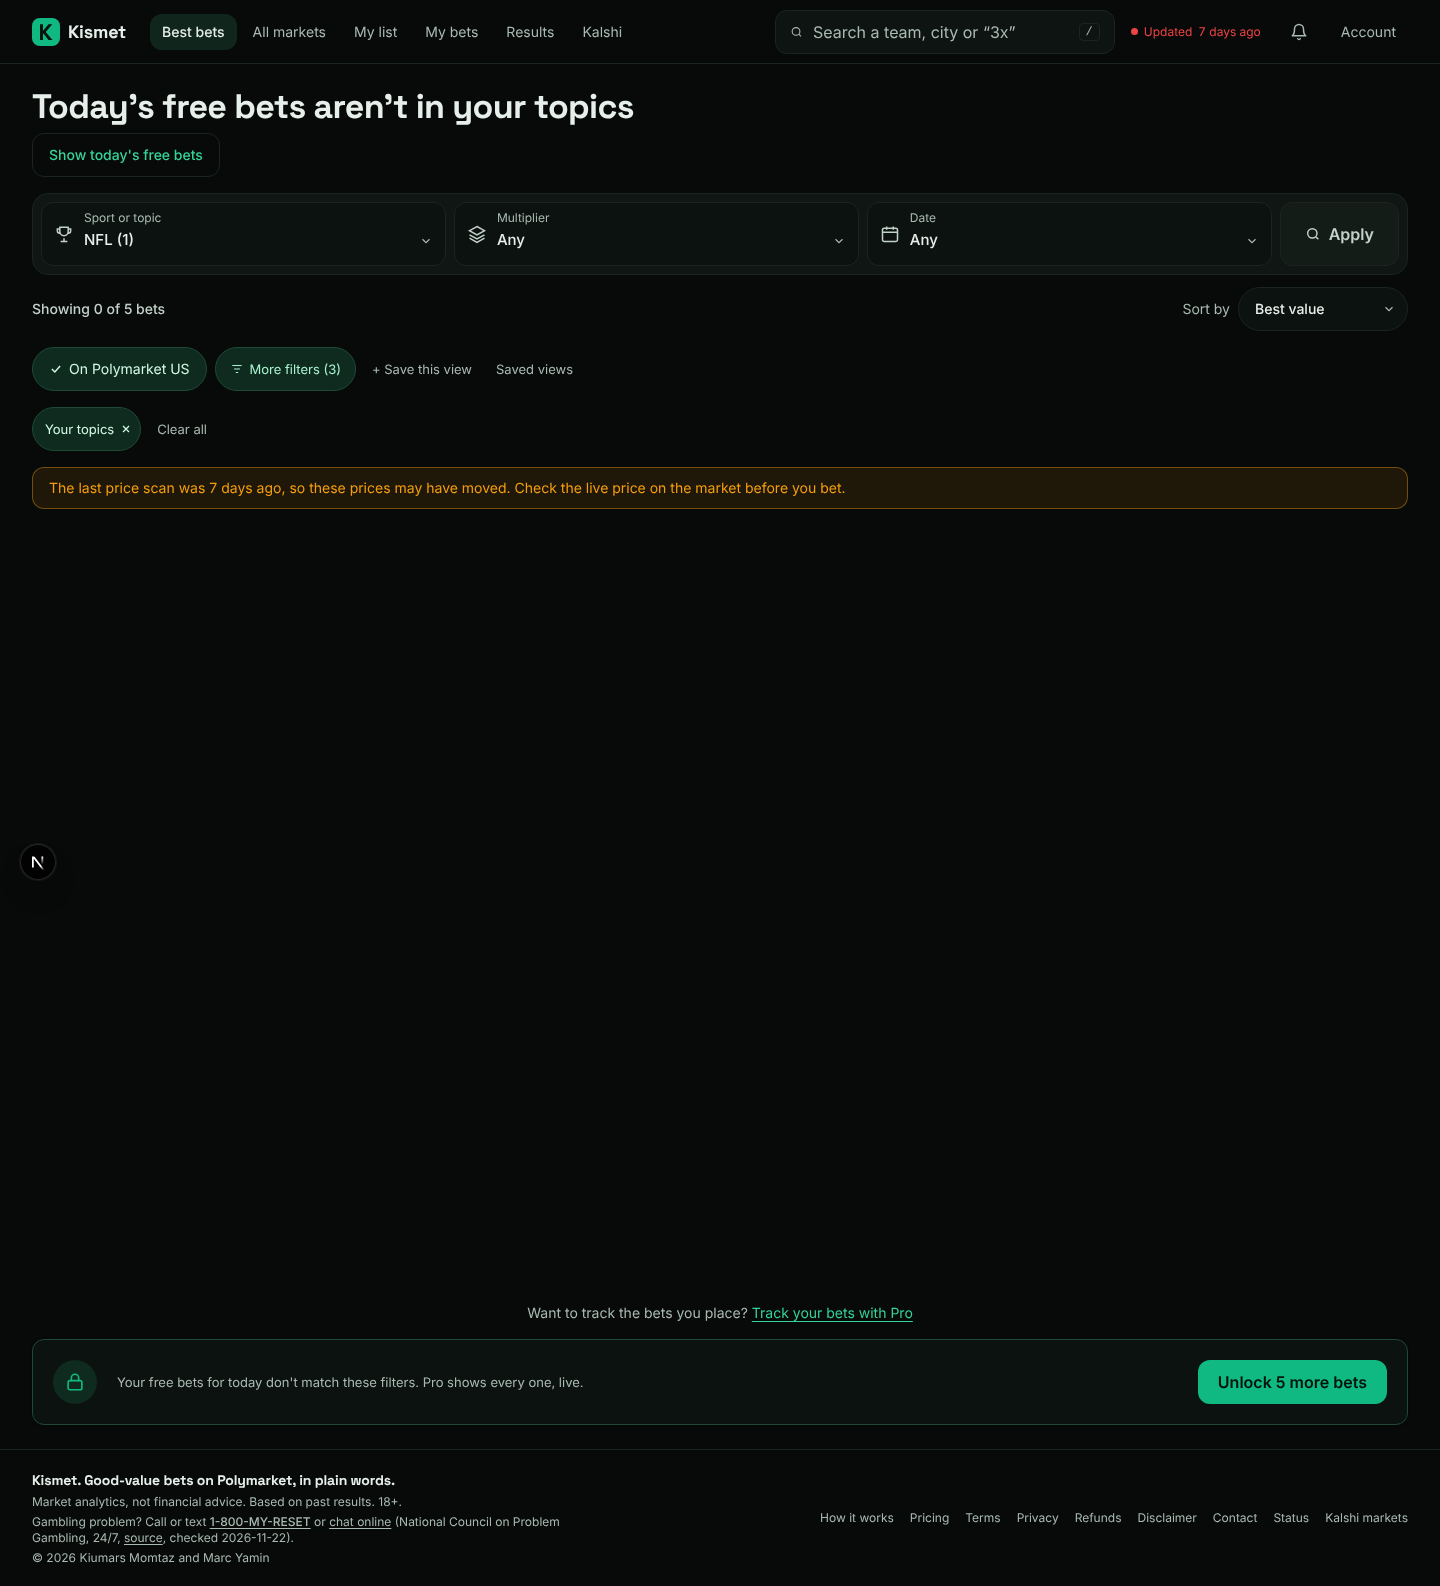 K Kismet Best bets All markets My list My bets Results Kalshi Search a team, city or “3x” / Updated 7 days ago Account
Today’s free bets aren’t in your topics
Show today's free bets
Sport or topic
NFL (1)
Multiplier
Any
Date
Any
Apply
Showing 0 of 5 bets
Sort by Best value
On Polymarket US More filters (3) + Save this view Saved views
Your topics × Clear all
The last price scan was 7 days ago, so these prices may have moved. Check the live price on the market before you bet.
N
Want to track the bets you place? Track your bets with Pro
Your free bets for today don't match these filters. Pro shows every one, live.
Unlock 5 more bets
Kismet. Good-value bets on Polymarket, in plain words.
Market analytics, not financial advice. Based on past results. 18+.
Gambling problem? Call or text 1-800-MY-RESET or chat online (National Council on Problem
Gambling, 24/7, source, checked 2026-11-22).
© 2026 Kiumars Momtaz and Marc Yamin
How it works Pricing Terms Privacy Refunds Disclaimer Contact Status Kalshi markets